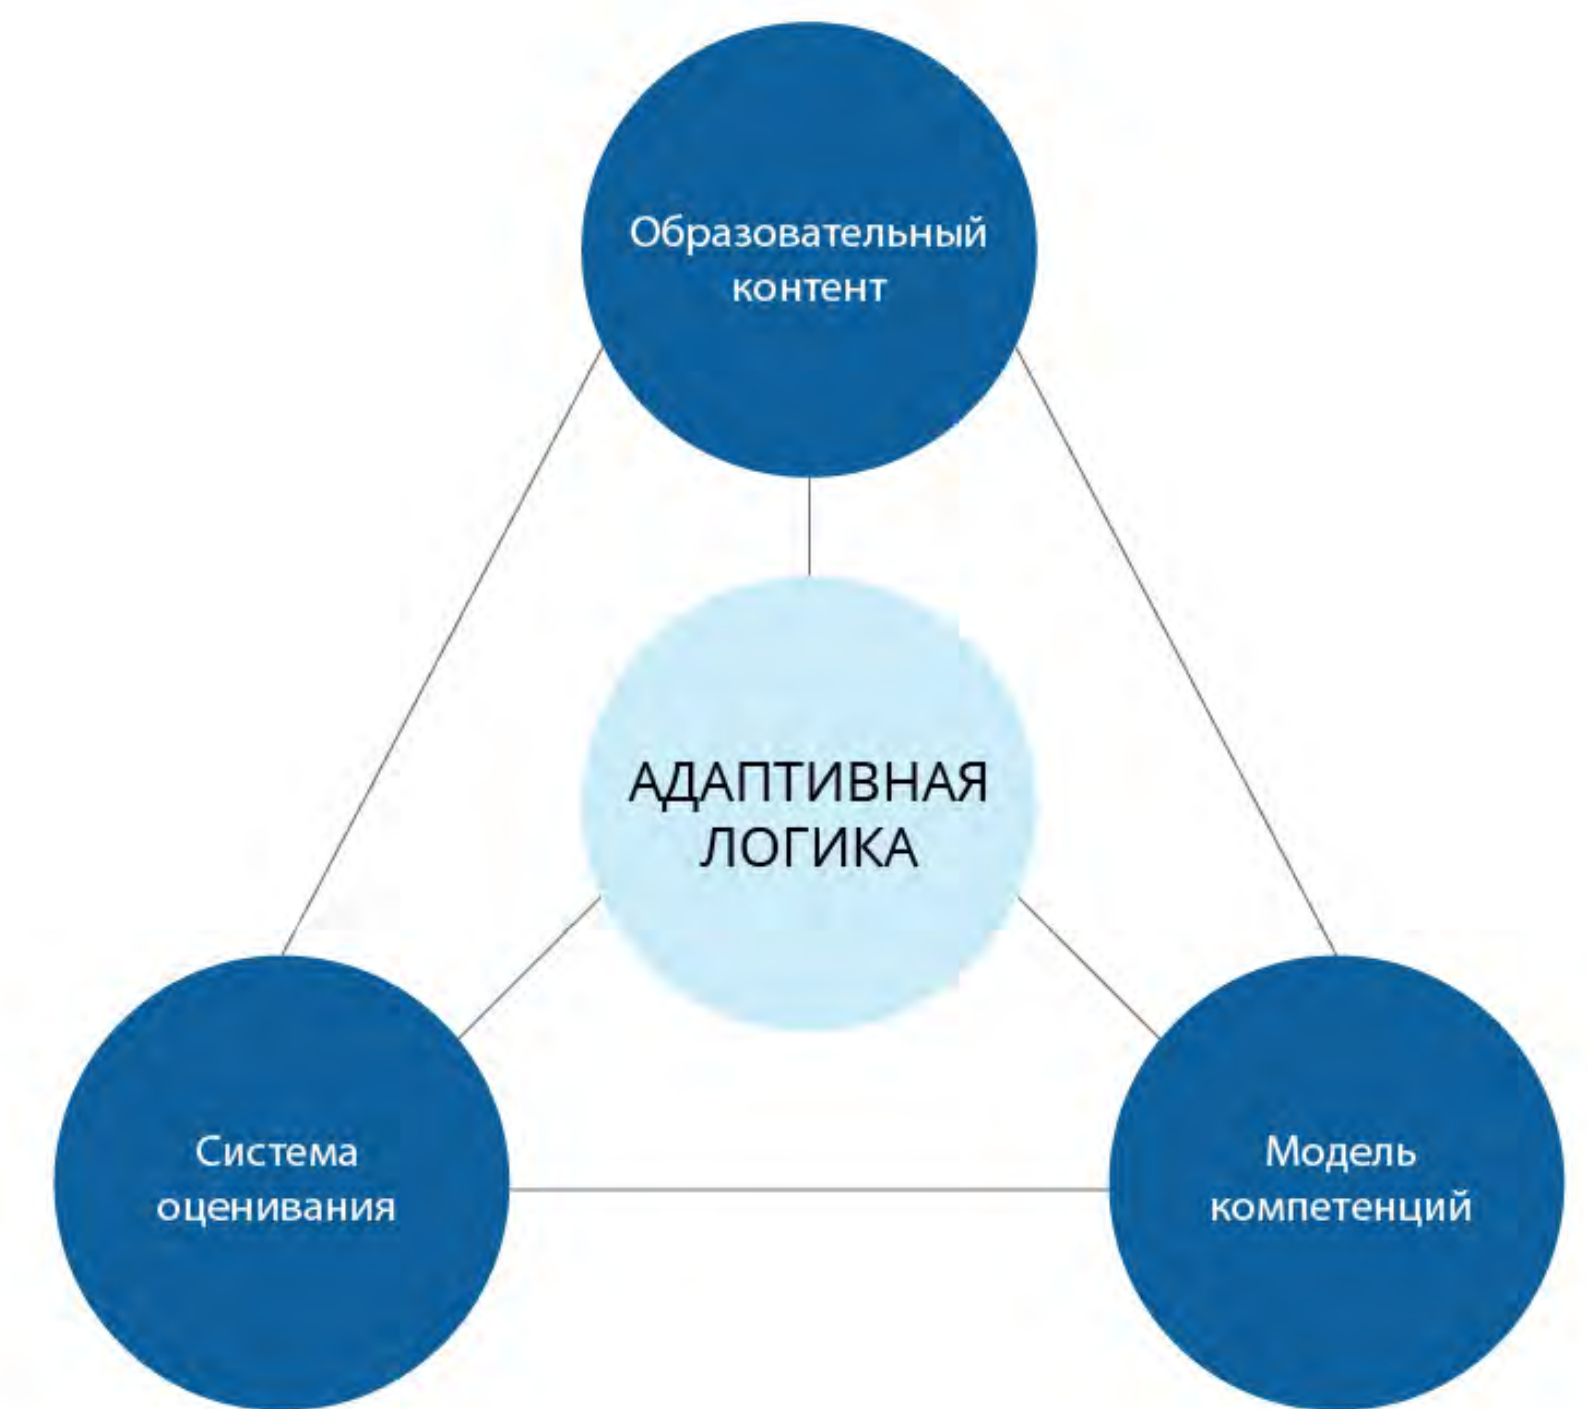 Образовательный
контент
АДАПТИВНАЯ
ЛОГИКА
Система
оценивания
Модель
компетенций